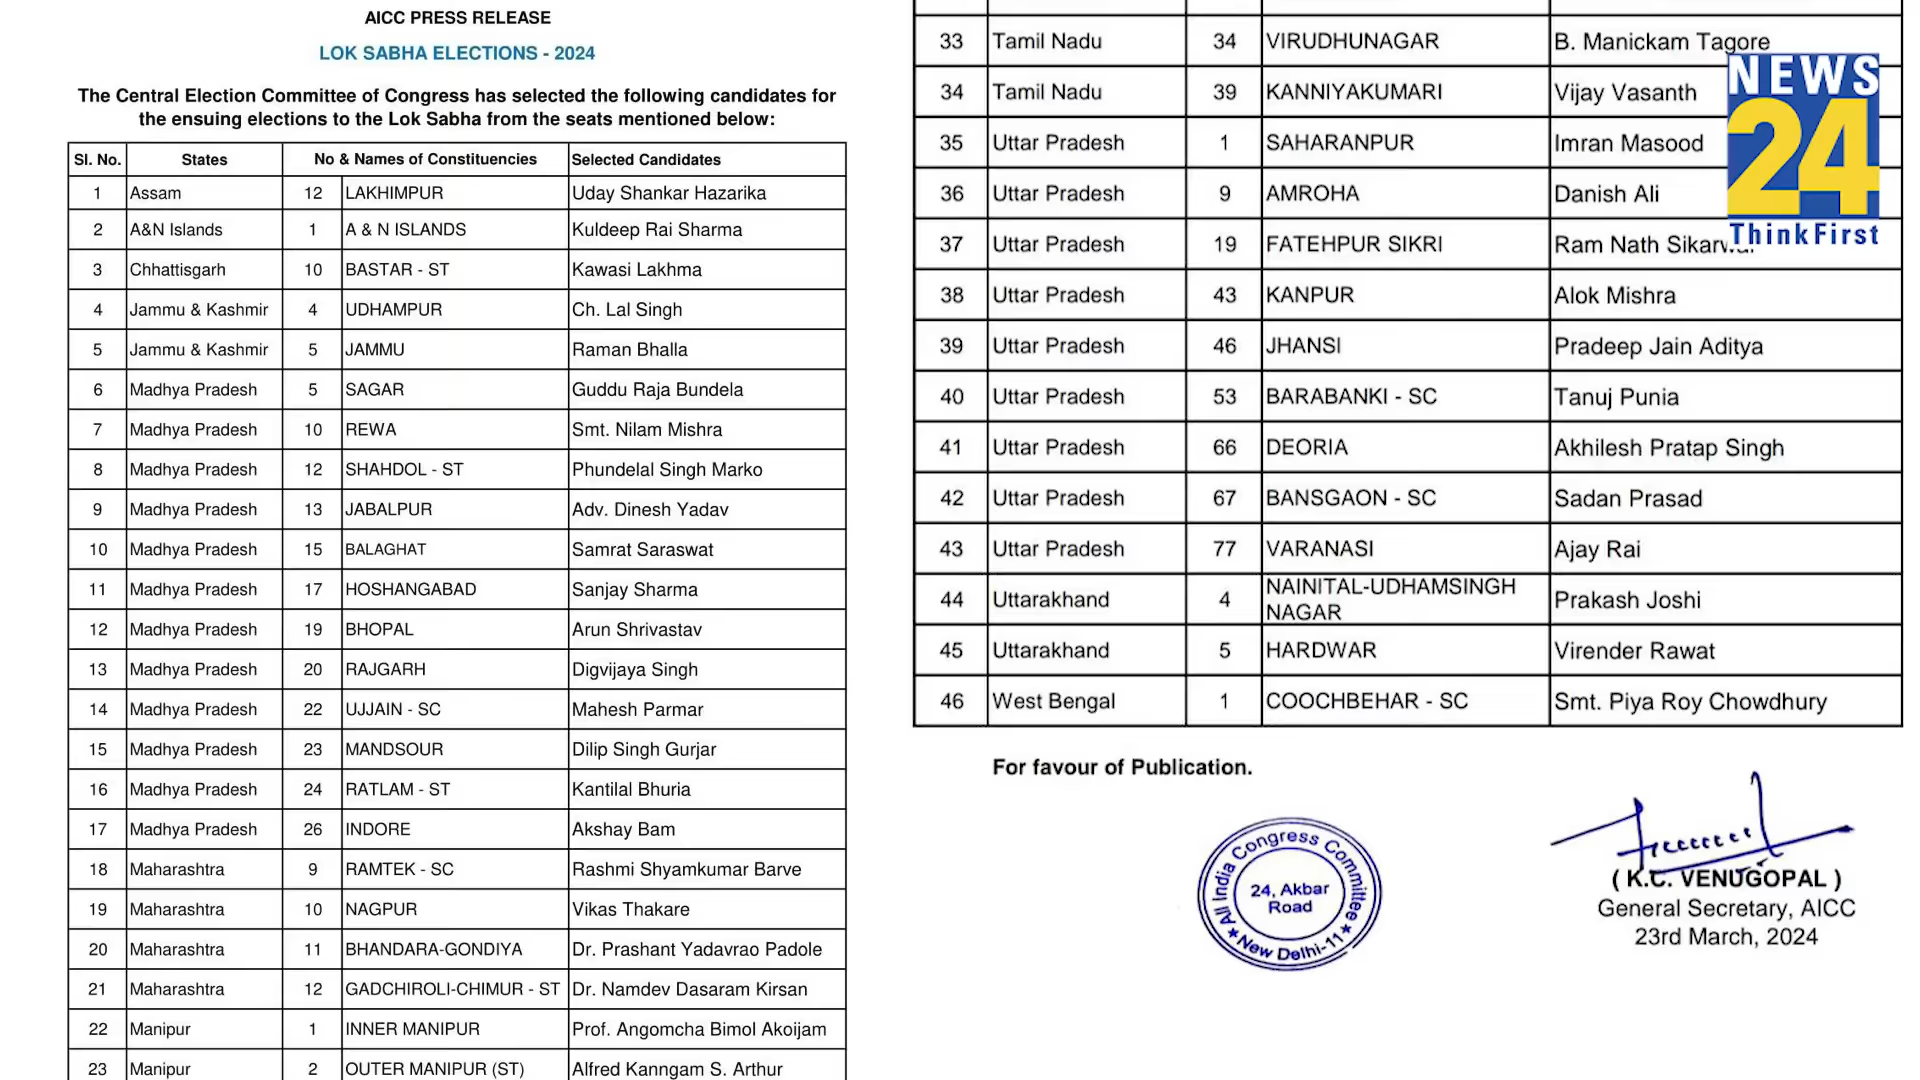 AICC PRESS RELEASE
LOK SABHA ELECTIONS - 2024
The Central Election Committee of Congress has selected the following candidates for
the ensuing elections to the Lok Sabha from the seats mentioned below:
Sl. No. States No & Names of Constituencies Selected Candidates
1 Assam 12 LAKHIMPUR Uday Shankar Hazarika
2 A&N Islands 1 A & N ISLANDS Kuldeep Rai Sharma
3 Chhattisgarh 10 BASTAR - ST Kawasi Lakhma
4 Jammu & Kashmir 4 UDHAMPUR Ch. Lal Singh
5 Jammu & Kashmir 5 JAMMU Raman Bhalla
6 Madhya Pradesh 5 SAGAR Guddu Raja Bundela
7 Madhya Pradesh 10 REWA Smt. Nilam Mishra
8 Madhya Pradesh 12 SHAHDOL - ST Phundelal Singh Marko
9 Madhya Pradesh 13 JABALPUR Adv. Dinesh Yadav
10 Madhya Pradesh 15 BALAGHAT Samrat Saraswat
11 Madhya Pradesh 17 HOSHANGABAD Sanjay Sharma
12 Madhya Pradesh 19 BHOPAL Arun Shrivastav
13 Madhya Pradesh 20 RAJGARH Digvijaya Singh
14 Madhya Pradesh 22 UJJAIN - SC Mahesh Parmar
15 Madhya Pradesh 23 MANDSOUR Dilip Singh Gurjar
16 Madhya Pradesh 24 RATLAM - ST Kantilal Bhuria
17 Madhya Pradesh 26 INDORE Akshay Bam
18 Maharashtra 9 RAMTEK - SC Rashmi Shyamkumar Barve
19 Maharashtra 10 NAGPUR Vikas Thakare
20 Maharashtra 11 BHANDARA-GONDIYA Dr. Prashant Yadavrao Padole
21 Maharashtra 12 GADCHIROLI-CHIMUR - ST Dr. Namdev Dasaram Kirsan
22 Manipur 1 INNER MANIPUR Prof. Angomcha Bimol Akoijam
23 Manipur 2 OUTER MANIPUR (ST) Alfred Kanngam S. Arthur
33 Tamil Nadu 34 VIRUDHUNAGAR B. Manickam Tagore
34 Tamil Nadu 39 KANNIYAKUMARI Vijay Vasanth
35 Uttar Pradesh 1 SAHARANPUR Imran Masood
36 Uttar Pradesh 9 AMROHA Danish Ali
37 Uttar Pradesh 19 FATEHPUR SIKRI Ram Nath
38 Uttar Pradesh 43 KANPUR Alok Mishra
39 Uttar Pradesh 46 JHANSI Pradeep Jain Aditya
40 Uttar Pradesh 53 BARABANKI - SC Tanuj Punia
41 Uttar Pradesh 66 DEORIA Akhilesh Pratap Singh
42 Uttar Pradesh 67 BANSGAON - SC Sadan Prasad
43 Uttar Pradesh 77 VARANASI Ajay Rai
44 Uttarakhand 4 NAINITAL-UDHAMSINGH
NAGAR Prakash Joshi
45 Uttarakhand 5 HARDWAR Virender Rawat
46 West Bengal 1 COOCHBEHAR - SC Smt. Piya Roy Chowdhury
NEWS
24
ThinkFirst
For favour of Publication.
All India Congress Committee
24, Akbar
Road
New Delhi-11
( K.C. VENUGOPAL )
General Secretary, AICC
23rd March, 2024